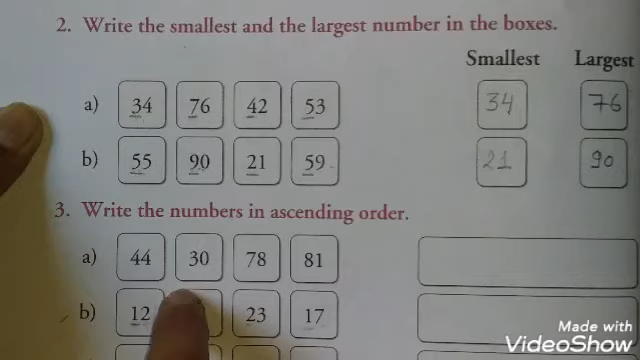 2. Write the smallest and the largest number in the boxes.
Smallest Largest
a) 34 76 42 53 34 76
b) 55 90 21 59 21 90
3. Write the numbers in ascending order.
a) 44 30 78 81
b) 12 23 17
Made with
VideoShow